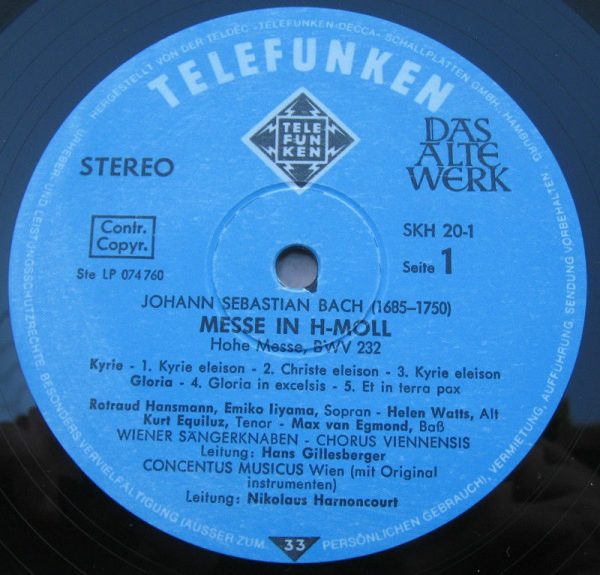 HERGESTELLT VON DER TELDEC »TELEFUNKEN-DECCA« SCHALLPLATTEN GMBH, HAMBURG
TELEFUNKEN
TELE
FUN
KEN
DAS
ALTE
WERK
STEREO
Contr.
Copyr.
SKH 20-1
Seite 1
Ste LP 074760
JOHANN SEBASTIAN BACH (1685–1750)
MESSE IN H-MOLL
Hohe Messe, BWV 232
Kyrie - 1. Kyrie eleison - 2. Christe eleison - 3. Kyrie eleison
Gloria - 4. Gloria in excelsis - 5. Et in terra pax
Rotraud Hansmann, Emiko Iiyama, Sopran - Helen Watts, Alt
Kurt Equiluz, Tenor - Max van Egmond, Baß
WIENER SÄNGERKNABEN - CHORUS VIENNENSIS
Leitung: Hans Gillesberger
CONCENTUS MUSICUS Wien (mit Original
instrumenten)
Leitung: Nikolaus Harnoncourt
33
URHEBER- UND LEISTUNGSSCHUTZRECHTE, BESONDERS VERVIELFÄLTIGUNG (AUSSER ZUM PERSÖNLICHEN GEBRAUCH), VERMIETUNG, AUFFÜHRUNG, SENDUNG VORBEHALTEN.